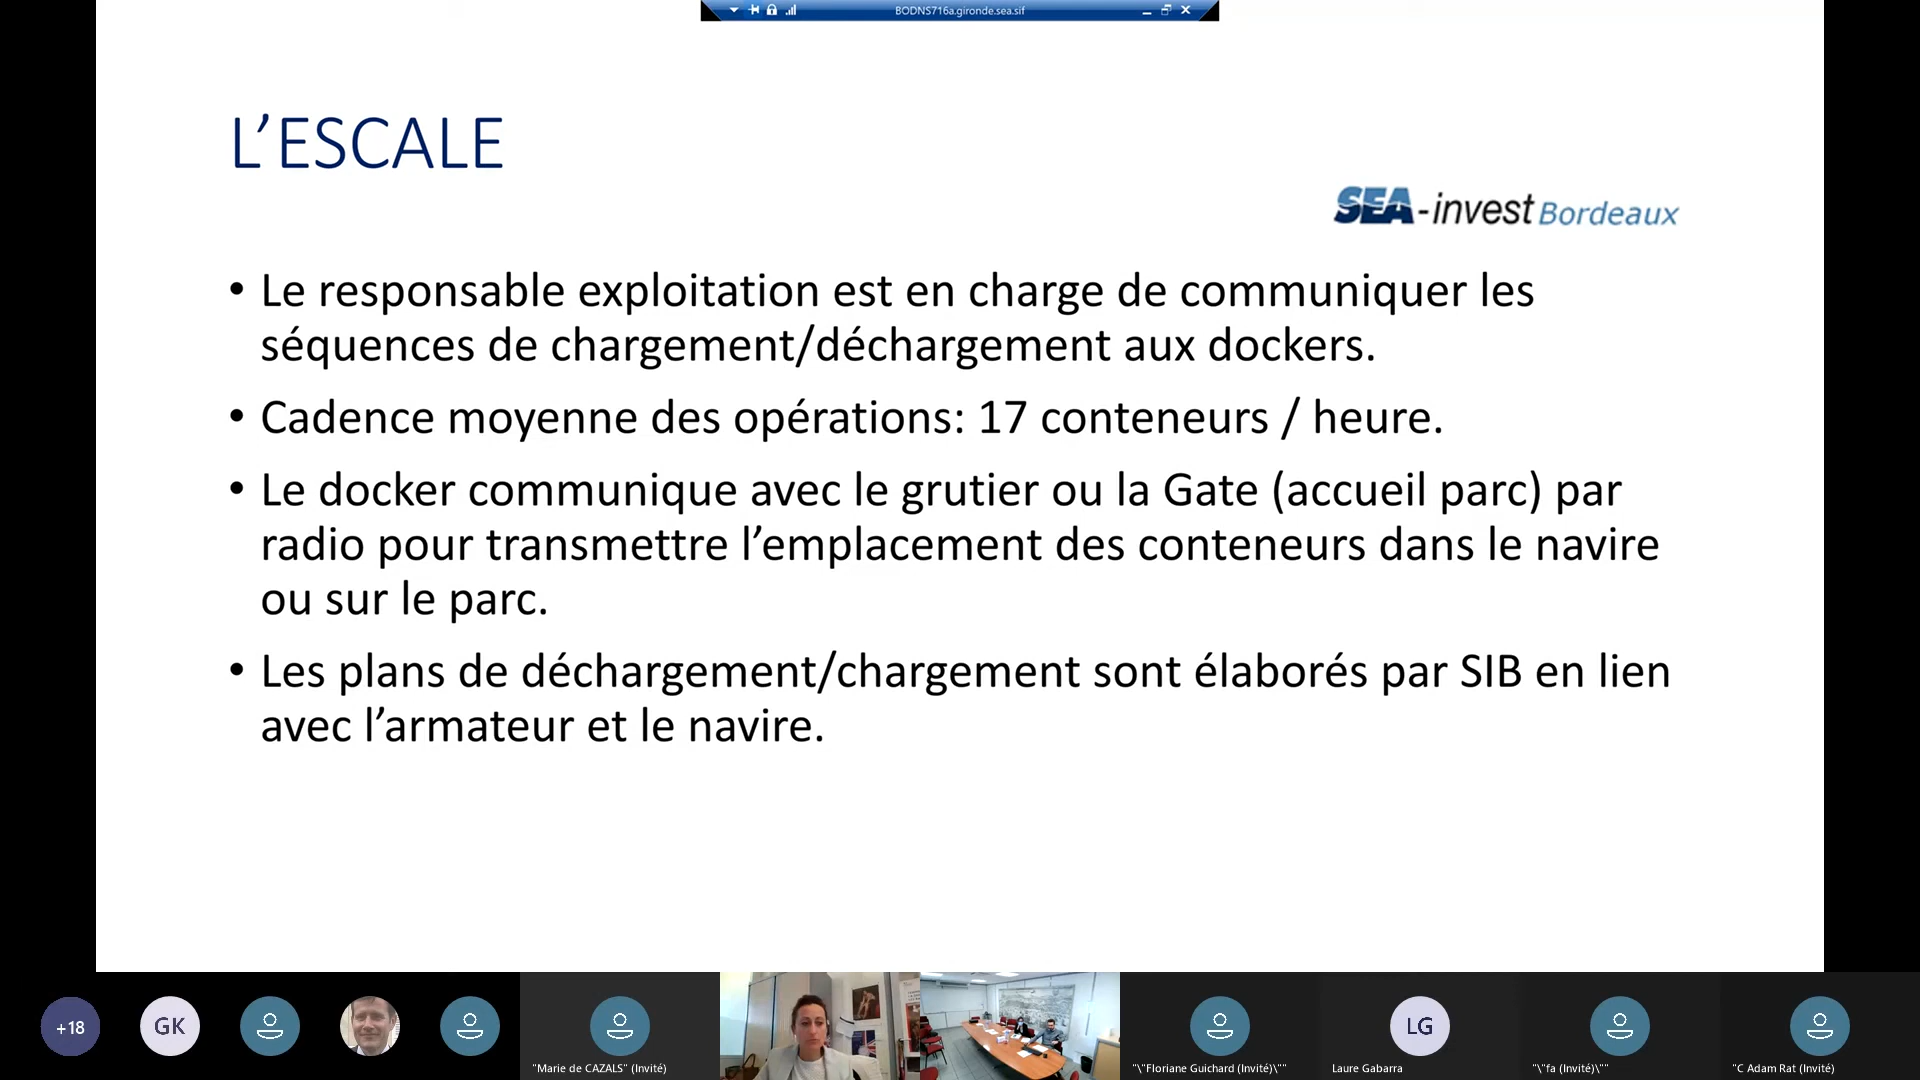 BODNS716a.gironde.sea.sif
L’ESCALE
SEA-invest Bordeaux
• Le responsable exploitation est en charge de communiquer les
séquences de chargement/déchargement aux dockers.
• Cadence moyenne des opérations: 17 conteneurs / heure.
• Le docker communique avec le grutier ou la Gate (accueil parc) par
radio pour transmettre l’emplacement des conteneurs dans le navire
ou sur le parc.
• Les plans de déchargement/chargement sont élaborés par SIB en lien
avec l’armateur et le navire.
+18
GK
LG
"Marie de CAZALS" (Invité)
"\"Floriane Guichard (Invité)\""
Laure Gabarra
"\"fa (Invité)\""
"C Adam Rat (Invité)